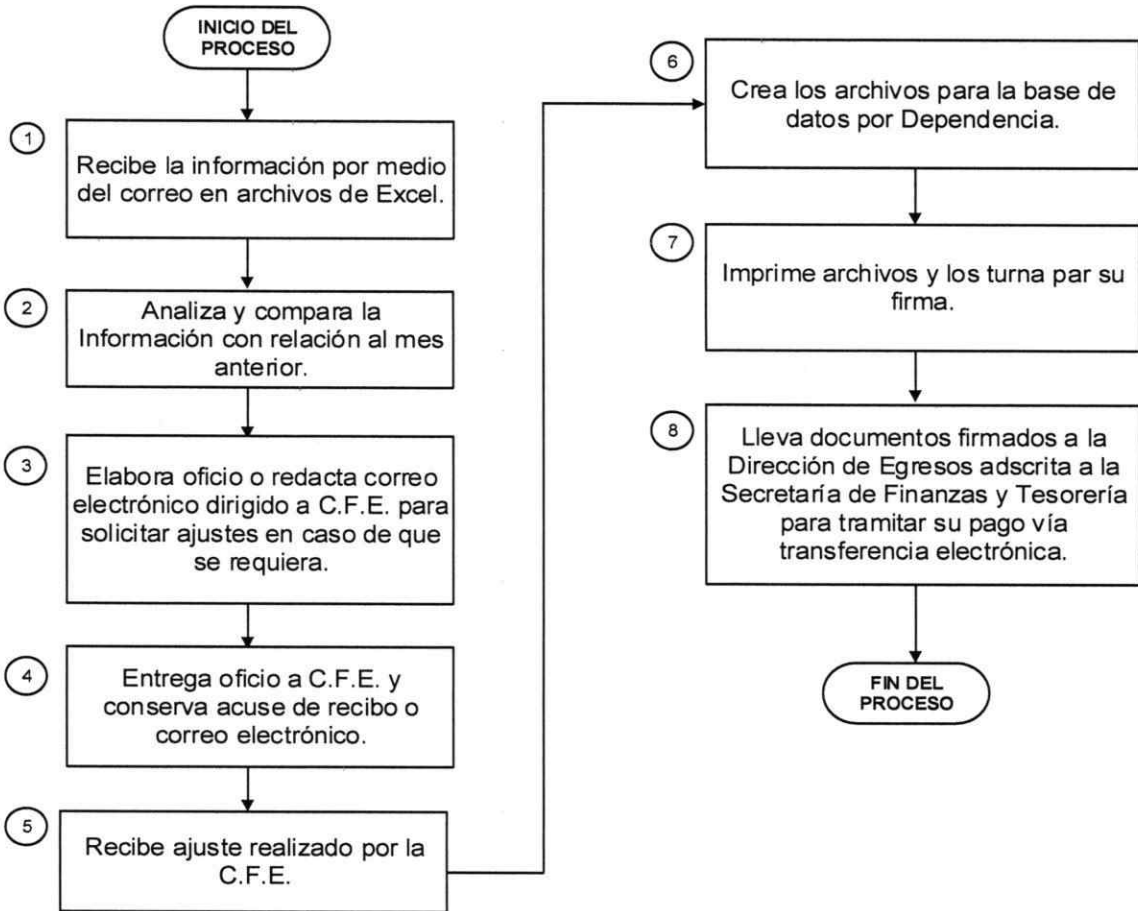 INICIO DEL
PROCESO
1
Recibe la información por medio
del correo en archivos de Excel.
2
Analiza y compara la
Información con relación al mes
anterior.
3
Elabora oficio o redacta correo
electrónico dirigido a C.F.E. para
solicitar ajustes en caso de que
se requiera.
4
Entrega oficio a C.F.E. y
conserva acuse de recibo o
correo electrónico.
5
Recibe ajuste realizado por la
C.F.E.
6
Crea los archivos para la base de
datos por Dependencia.
7
Imprime archivos y los turna par su
firma.
8
Lleva documentos firmados a la
Dirección de Egresos adscrita a la
Secretaría de Finanzas y Tesorería
para tramitar su pago vía
transferencia electrónica.
FIN DEL
PROCESO